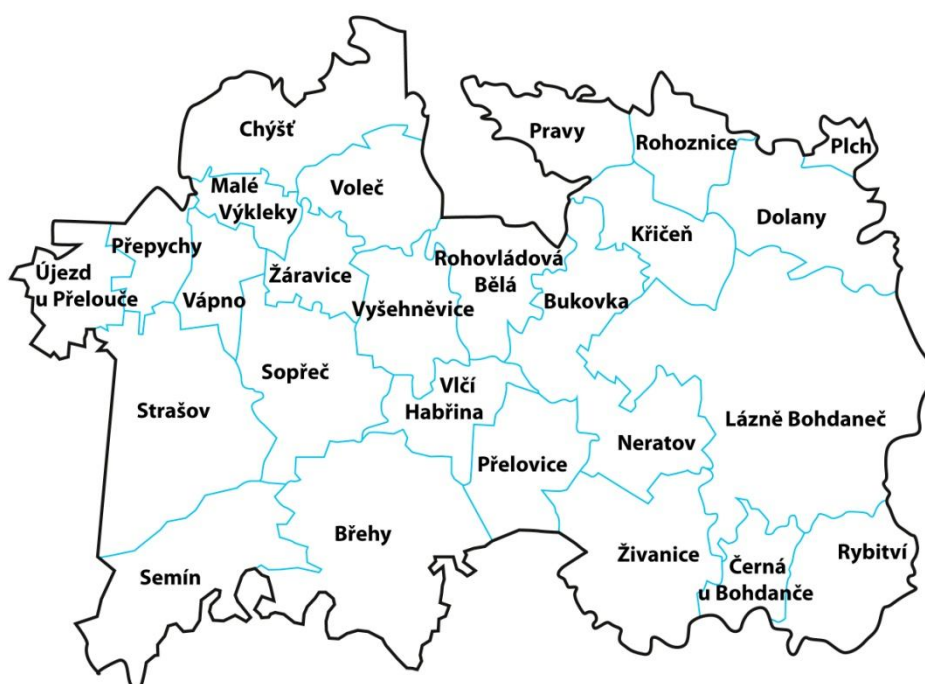 Chýšť
Pravy
Rohoznice
Plch
Malé
Výkleky
Voleč
Dolany
Křičeň
Přepychy
Rohovládová
Bělá
Újezd
u Přelouče
Žáravice
Vápno
Vyšehněvice
Bukovka
Sopřeč
Vlčí
Habřina
Strašov
Lázně Bohdaneč
Neratov
Přelovice
Břehy
Živanice
Rybitví
Černá
u Bohdanče
Semín